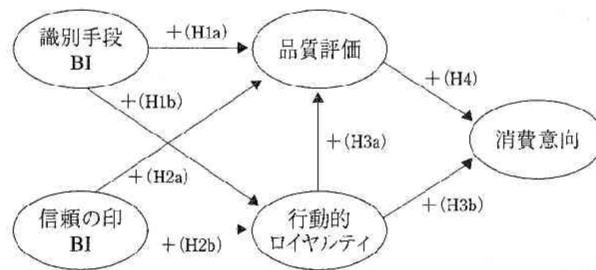 識別手段
BI
+(H1a)
品質評価
+(H4)
+(H1b)
+(H3a)
消費意向
+(H2a)
信頼の印
BI
+(H2b)
行動的
ロイヤルティ
+(H3b)